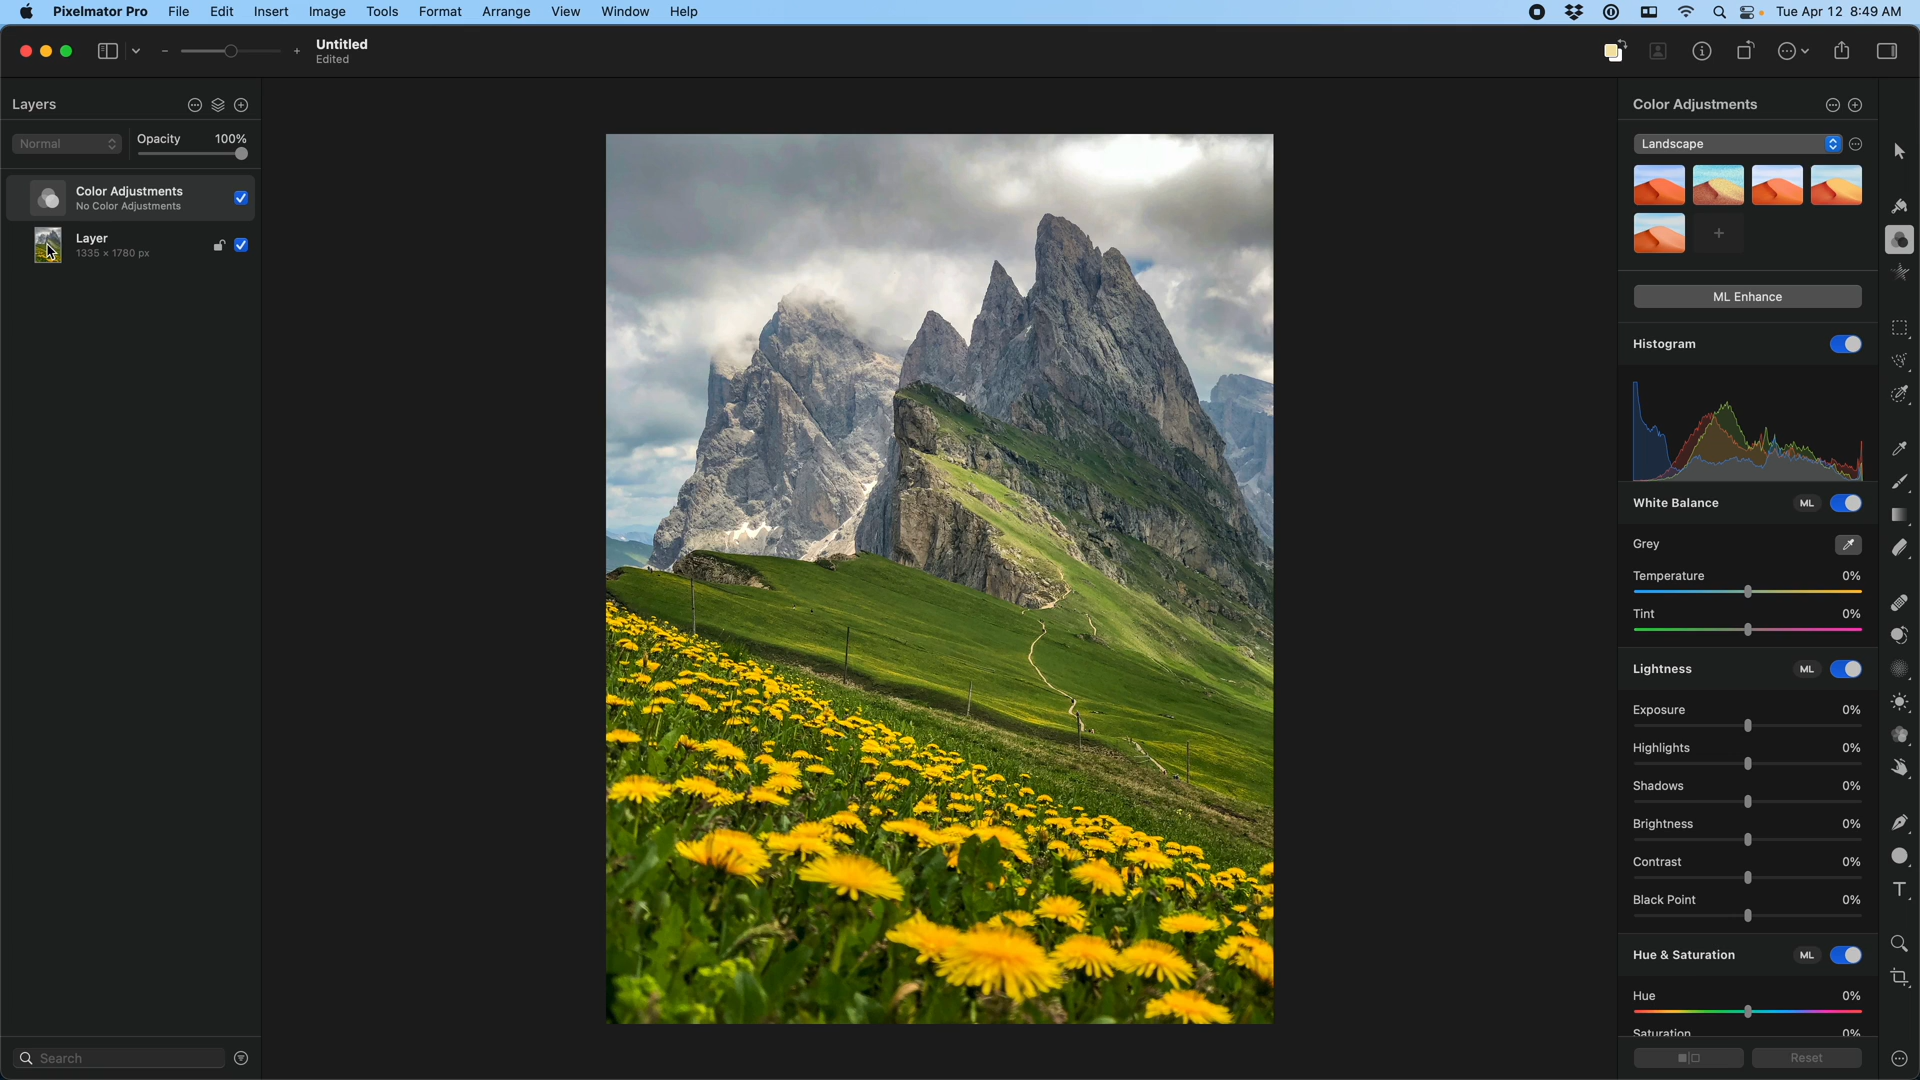 Pixelmator Pro File Edit Insert Image Tools Format Arrange View Window Help Tue Apr 12 8:49 AM
Untitled
Edited
Layers
Normal Opacity 100%
Color Adjustments
No Color Adjustments
Layer
1335 × 1780 px
Search
Color Adjustments
Landscape
ML Enhance
Histogram
White Balance ML
Grey
Temperature 0%
Tint 0%
Lightness ML
Exposure 0%
Highlights 0%
Shadows 0%
Brightness 0%
Contrast 0%
Black Point 0%
Hue & Saturation ML
Hue 0%
Saturation 0%
Reset